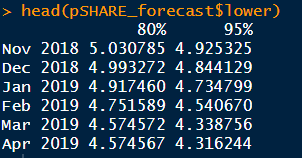 > head(pSHARE_forecast$lower)
80% 95%
Nov 2018 5.030785 4.925325
Dec 2018 4.993272 4.844129
Jan 2019 4.917460 4.734799
Feb 2019 4.751589 4.540670
Mar 2019 4.574572 4.338756
Apr 2019 4.574567 4.316244